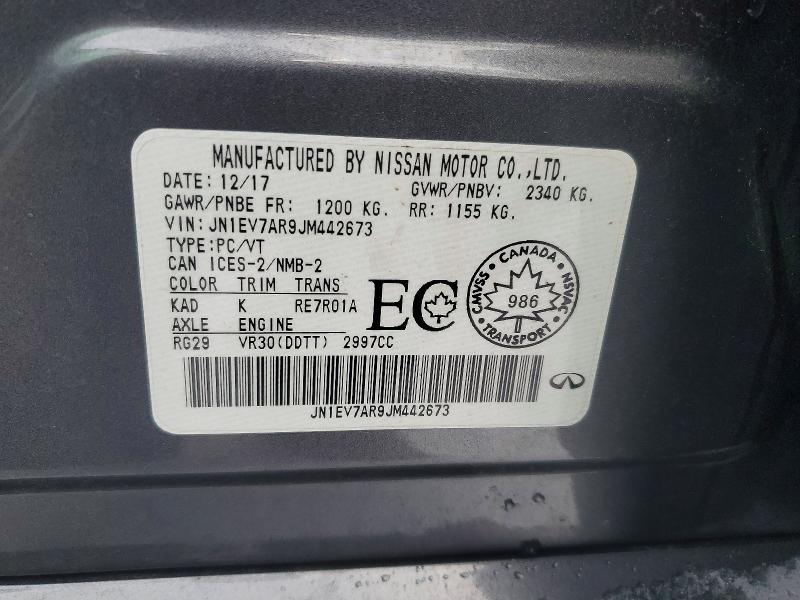 MANUFACTURED BY NISSAN MOTOR CO.,LTD.
DATE: 12/17 GVWR/PNBV: 2340 KG.
GAWR/PNBE FR: 1200 KG. RR: 1155 KG.
VIN: JN1EV7AR9JM442673
TYPE:PC/VT
CAN ICES-2/NMB-2
COLOR TRIM TRANS
KAD K RE7R01A
AXLE ENGINE
RG29 VR30(DDTT) 2997CC
EC
CANADA
CMVSS NSVAC
986
TRANSPORT
JN1EV7AR9JM442673